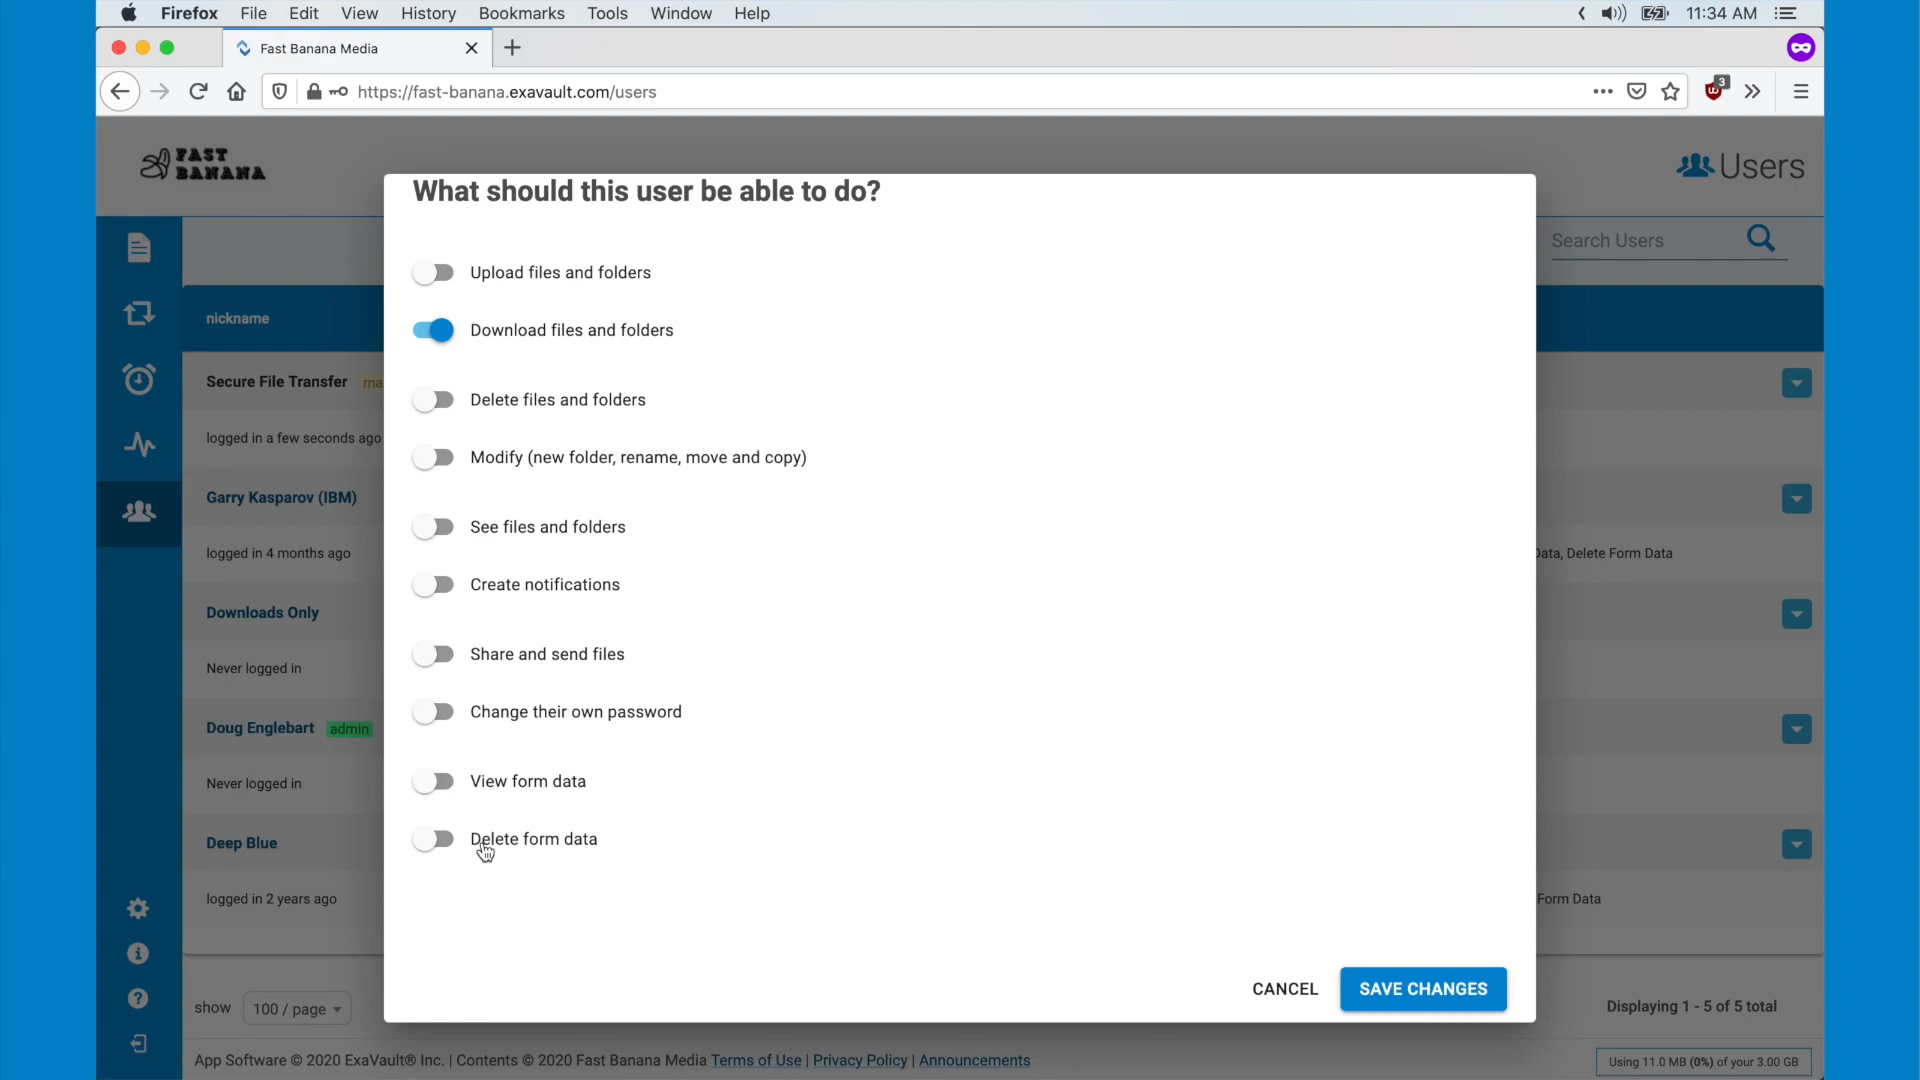 Firefox File Edit View History Bookmarks Tools Window Help 11:34 AM
Fast Banana Media
https://fast-banana.exavault.com/users
3
FAST
BANANA
Users
What should this user be able to do?
Search Users
Upload files and folders
nickname
Download files and folders
Secure File Transfer ma
Delete files and folders
logged in a few seconds ago
Modify (new folder, rename, move and copy)
Garry Kasparov (IBM)
See files and folders
logged in 4 months ago
Data, Delete Form Data
Create notifications
Downloads Only
Share and send files
Never logged in
Change their own password
Doug Englebart admin
View form data
Never logged in
Delete form data
Deep Blue
logged in 2 years ago
Form Data
CANCEL SAVE CHANGES
show 100 / page
Displaying 1 - 5 of 5 total
App Software © 2020 ExaVault® Inc. | Contents © 2020 Fast Banana Media Terms of Use | Privacy Policy | Announcements
Using 11.0 MB (0%) of your 3.00 GB